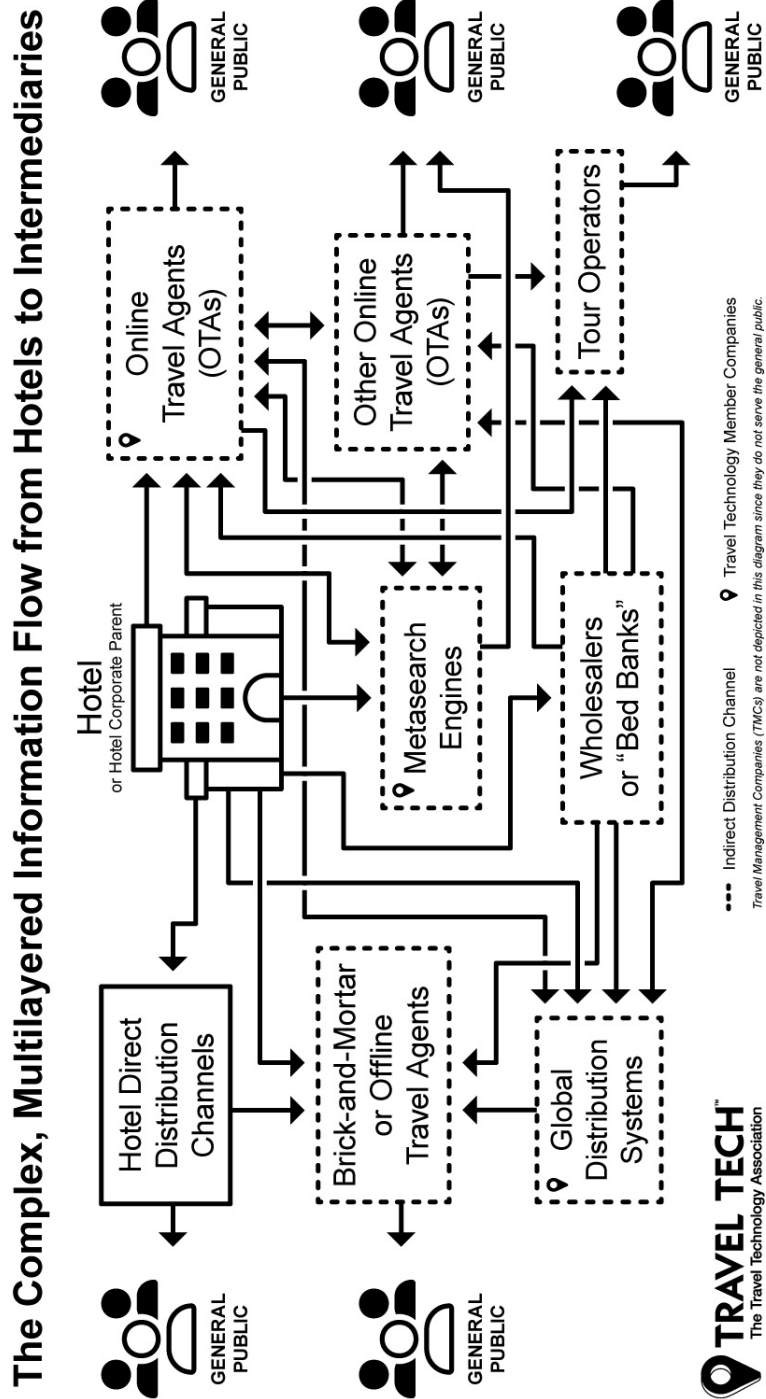 The Complex, Multilayered Information Flow from Hotels to Intermediaries
Hotel
or Hotel Corporate Parent
GENERAL
PUBLIC
Hotel Direct
Distribution
Channels
Online
Travel Agents
(OTAs)
GENERAL
PUBLIC
GENERAL
PUBLIC
Brick-and-Mortar
or Offline
Travel Agents
Metasearch
Engines
Other Online
Travel Agents
(OTAs)
GENERAL
PUBLIC
Global
Distribution
Systems
Wholesalers
or “Bed Banks”
Tour Operators
GENERAL
PUBLIC
TRAVEL TECH™
The Travel Technology Association
Indirect Distribution Channel
Travel Technology Member Companies
Travel Management Companies (TMCs) are not depicted in this diagram since they do not serve the general public.